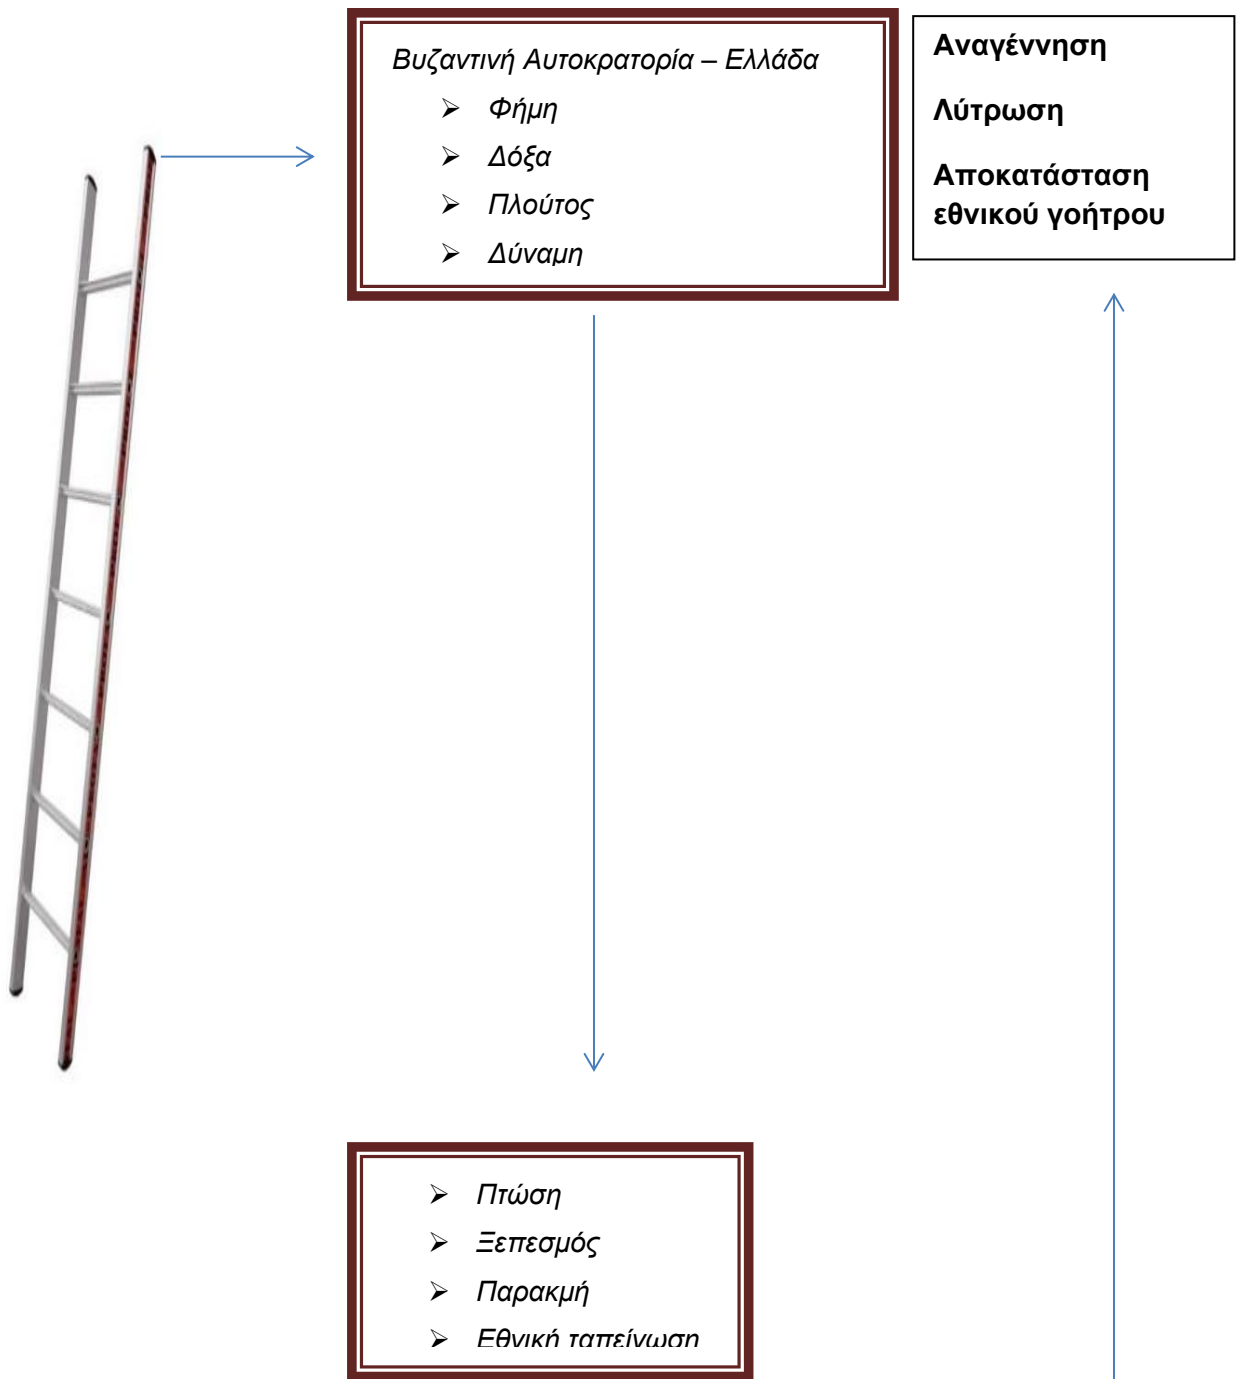 Βυζαντινή Αυτοκρατορία – Ελλάδα
➢ Φήμη
➢ Δόξα
➢ Πλούτος
➢ Δύναμη
Αναγέννηση
Λύτρωση
Αποκατάσταση
εθνικού γοήτρου
➢ Πτώση
➢ Ξεπεσμός
➢ Παρακμή
➢ Εθνική ταπείνωση